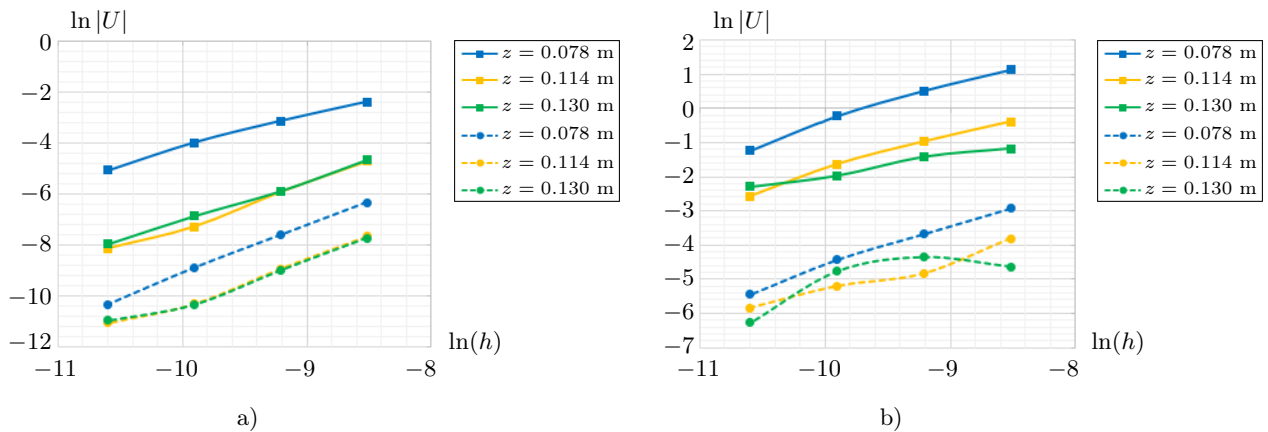 ln |U|
0
−2
−4
−6
−8
−10
−12
−11
−10
−9
−8
ln(h)
z = 0.078 m
z = 0.114 m
z = 0.130 m
z = 0.078 m
z = 0.114 m
z = 0.130 m
a)
ln |U|
2
1
0
−1
−2
−3
−4
−5
−6
−7
−11
−10
−9
−8
ln(h)
z = 0.078 m
z = 0.114 m
z = 0.130 m
z = 0.078 m
z = 0.114 m
z = 0.130 m
b)